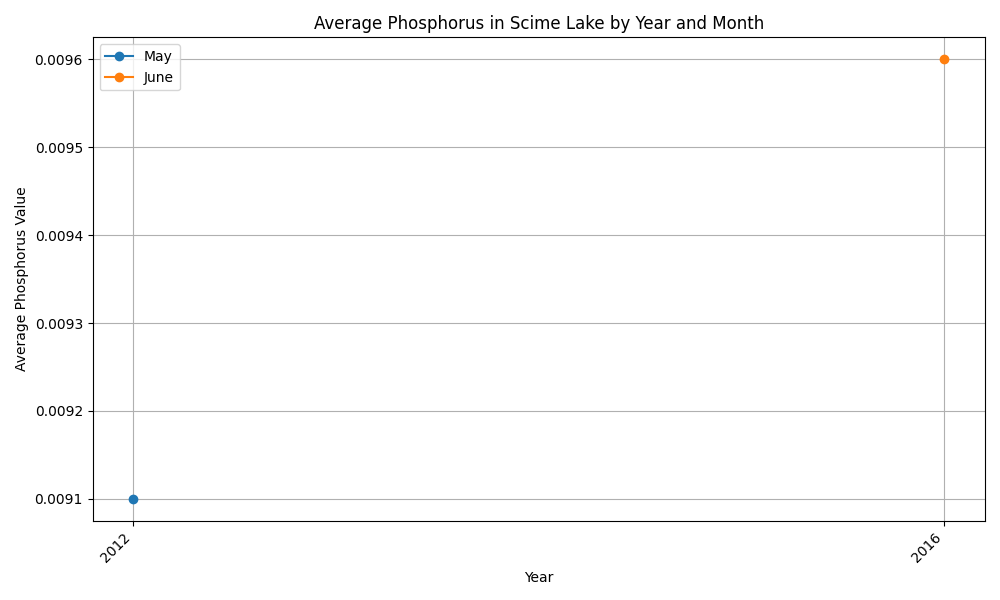 Average Phosphorus in Scime Lake by Year and Month
May
June
0.0096
0.0095
0.0094
0.0093
0.0092
0.0091
Average Phosphorus Value
2012
2016
Year